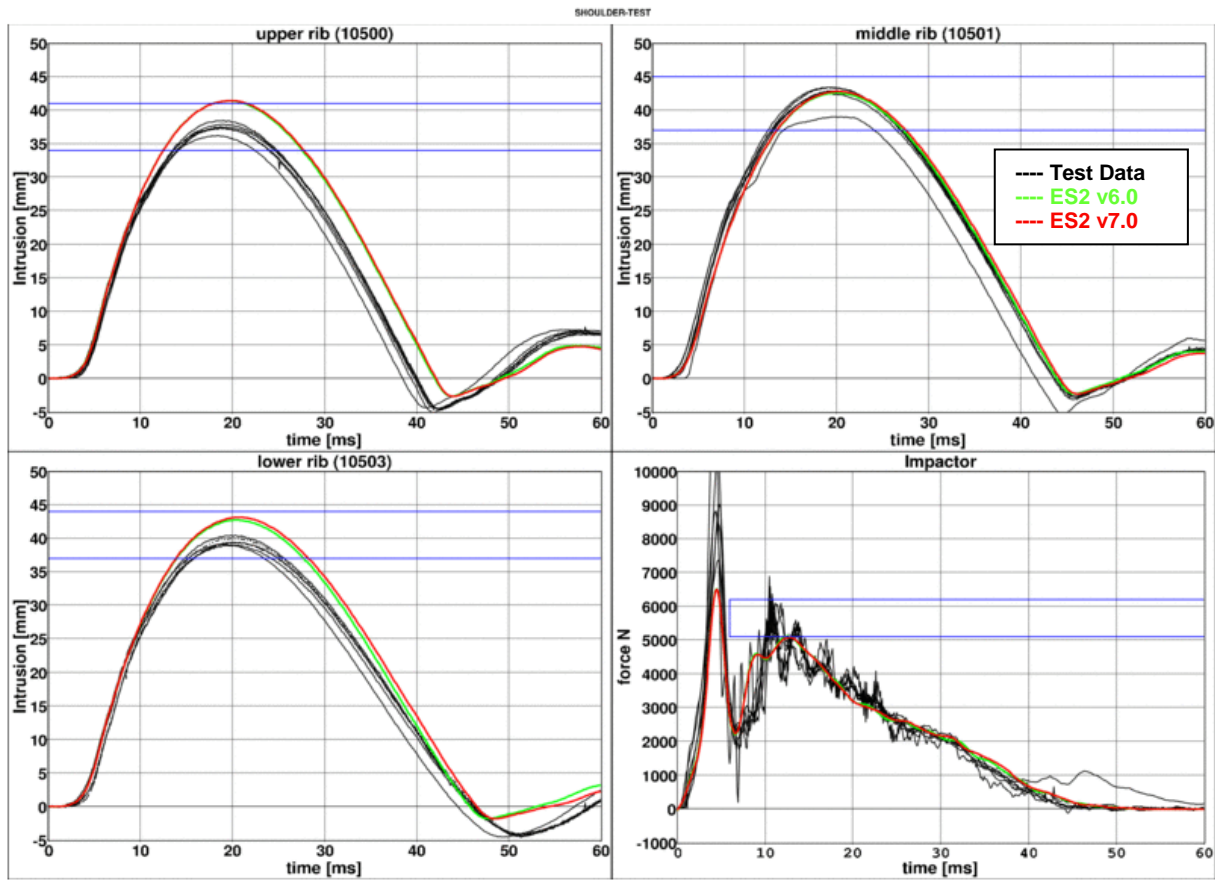 SHOULDER-TEST
upper rib (10500)
50
45
40
35
30
25
20
15
10
5
0
-5
Intrusion [mm]
0 10 20 30 40 50 60
time [ms]
middle rib (10501)
50
45
40
35
30
25
20
15
10
5
0
-5
Intrusion [mm]
---- Test Data
---- ES2 v6.0
---- ES2 v7.0
0 10 20 30 40 50 60
time [ms]
lower rib (10503)
50
45
40
35
30
25
20
15
10
5
0
-5
Intrusion [mm]
0 10 20 30 40 50 60
time [ms]
Impactor
10000
9000
8000
7000
6000
5000
4000
3000
2000
1000
0
-1000
force N
0 10 20 30 40 50 60
time [ms]